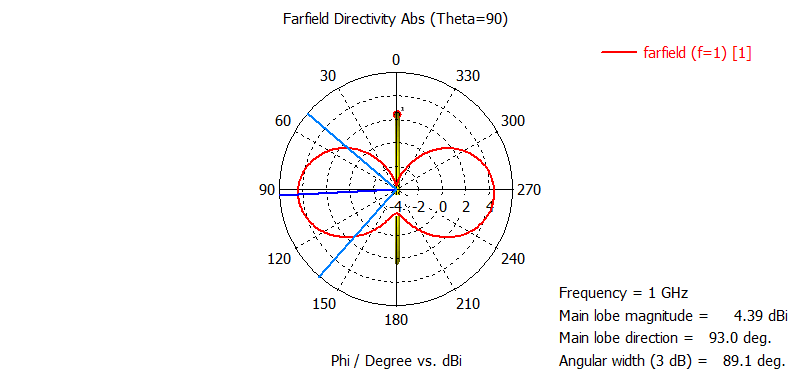 Farfield Directivity Abs (Theta=90)
farfield (f=1) [1]
0
30
330
60
300
1
90
270
-4
-2
0
2
4
120
240
150
210
180
Frequency = 1 GHz
Main lobe magnitude = 4.39 dBi
Main lobe direction = 93.0 deg.
Angular width (3 dB) = 89.1 deg.
Phi / Degree vs. dBi